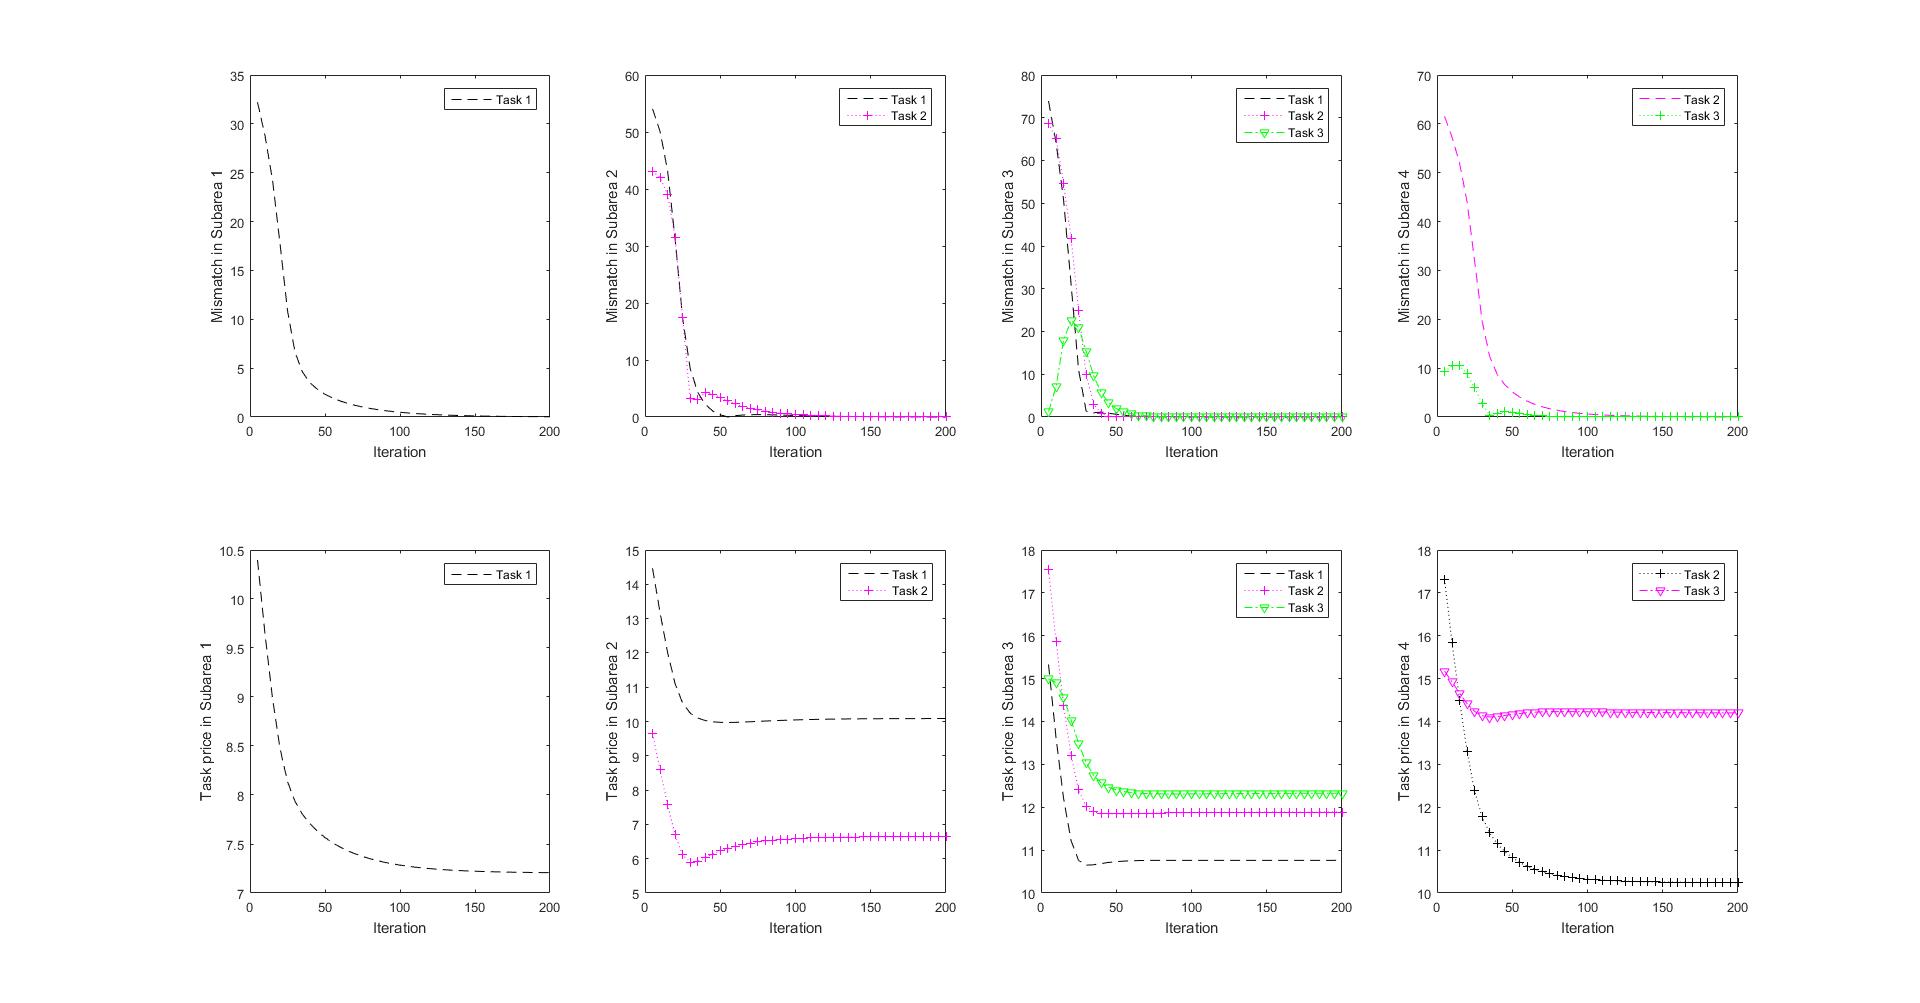 Mismatch in Subarea 1
35
30
25
20
15
10
5
0
0 50 100 150 200
Iteration
Task 1
Mismatch in Subarea 2
60
50
40
30
20
10
0
0 50 100 150 200
Iteration
Task 1
Task 2
Mismatch in Subarea 3
80
70
60
50
40
30
20
10
0
0 50 100 150 200
Iteration
Task 1
Task 2
Task 3
Mismatch in Subarea 4
70
60
50
40
30
20
10
0
0 50 100 150 200
Iteration
Task 2
Task 3
Task price in Subarea 1
10.5
10
9.5
9
8.5
8
7.5
7
0 50 100 150 200
Iteration
Task 1
Task price in Subarea 2
15
14
13
12
11
10
9
8
7
6
5
0 50 100 150 200
Iteration
Task 1
Task 2
Task price in Subarea 3
18
17
16
15
14
13
12
11
10
0 50 100 150 200
Iteration
Task 1
Task 2
Task 3
Task price in Subarea 4
18
17
16
15
14
13
12
11
10
0 50 100 150 200
Iteration
Task 2
Task 3